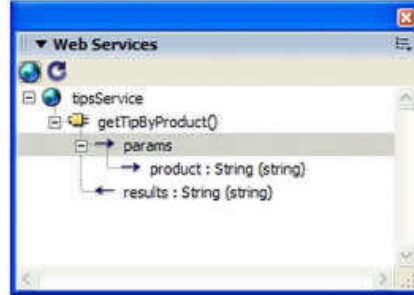 Web Services
tipsService
getTipByProduct()
params
product : String (string)
results : String (string)